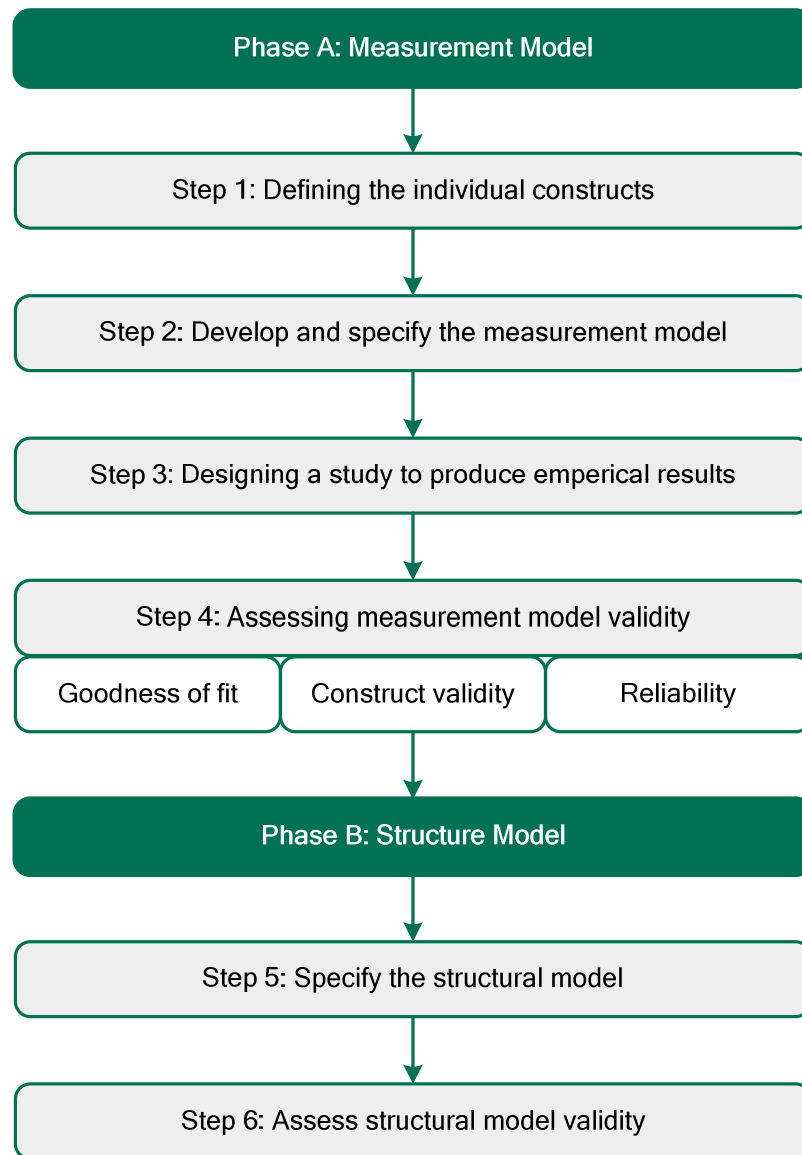 Phase A: Measurement Model
Step 1: Defining the individual constructs
Step 2: Develop and specify the measurement model
Step 3: Designing a study to produce emperical results
Step 4: Assessing measurement model validity
Goodness of fit
Construct validity
Reliability
Phase B: Structure Model
Step 5: Specify the structural model
Step 6: Assess structural model validity